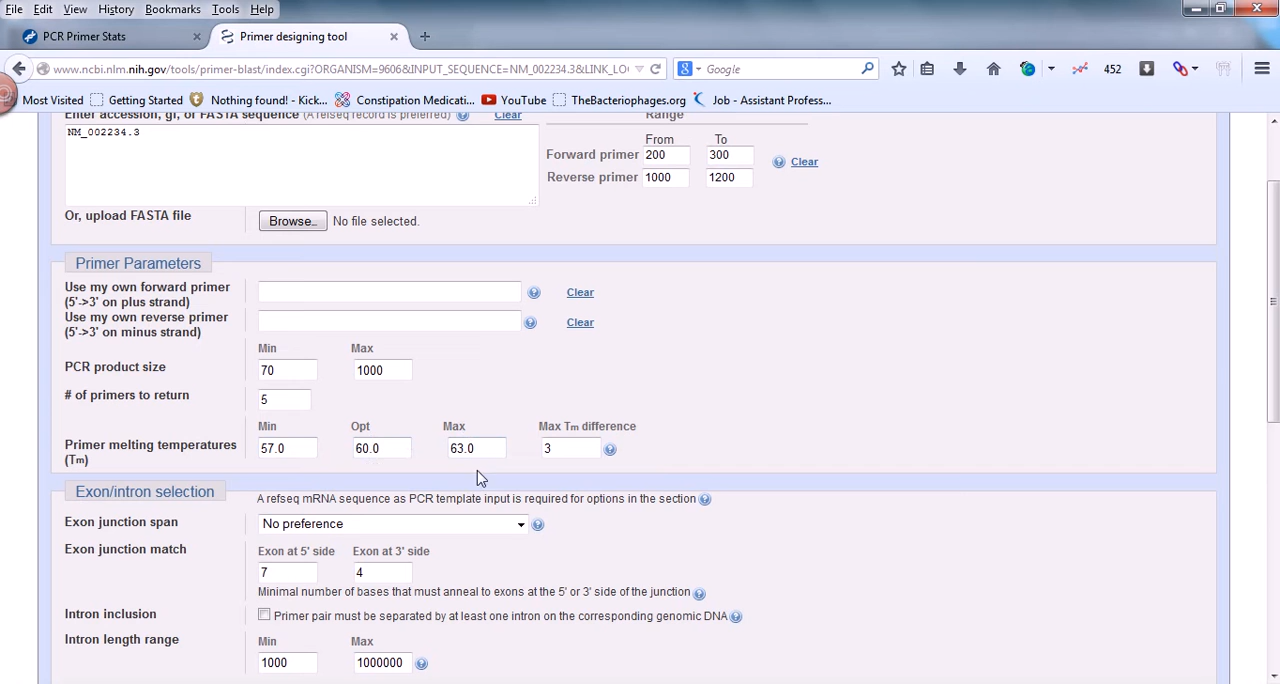 File Edit View History Bookmarks Tools Help
PCR Primer Stats × Primer designing tool × +
www.ncbi.nlm.nih.gov/tools/primer-blast/index.cgi?ORGANISM=9606&INPUT_SEQUENCE=NM_002234.3&LINK_LO Google 452
Most Visited Getting Started Nothing found! - Kick... Constipation Medicati... YouTube TheBacteriophages.org Job - Assistant Profess...
Enter accession, gi, or FASTA sequence (A refseq record is preferred) Clear Range
NM_002234.3
From To
Forward primer 200 300 Clear
Reverse primer 1000 1200
Or, upload FASTA file Browse.. No file selected.
Primer Parameters
Use my own forward primer
(5'->3' on plus strand) Clear
Use my own reverse primer
(5'->3' on minus strand) Clear
Min Max
PCR product size 70 1000
# of primers to return 5
Min Opt Max Max Tm difference
Primer melting temperatures
(Tm) 57.0 60.0 63.0 3
Exon/intron selection A refseq mRNA sequence as PCR template input is required for options in the section
Exon junction span No preference
Exon junction match Exon at 5' side Exon at 3' side
7 4
Minimal number of bases that must anneal to exons at the 5' or 3' side of the junction
Intron inclusion Primer pair must be separated by at least one intron on the corresponding genomic DNA
Intron length range Min Max
1000 1000000